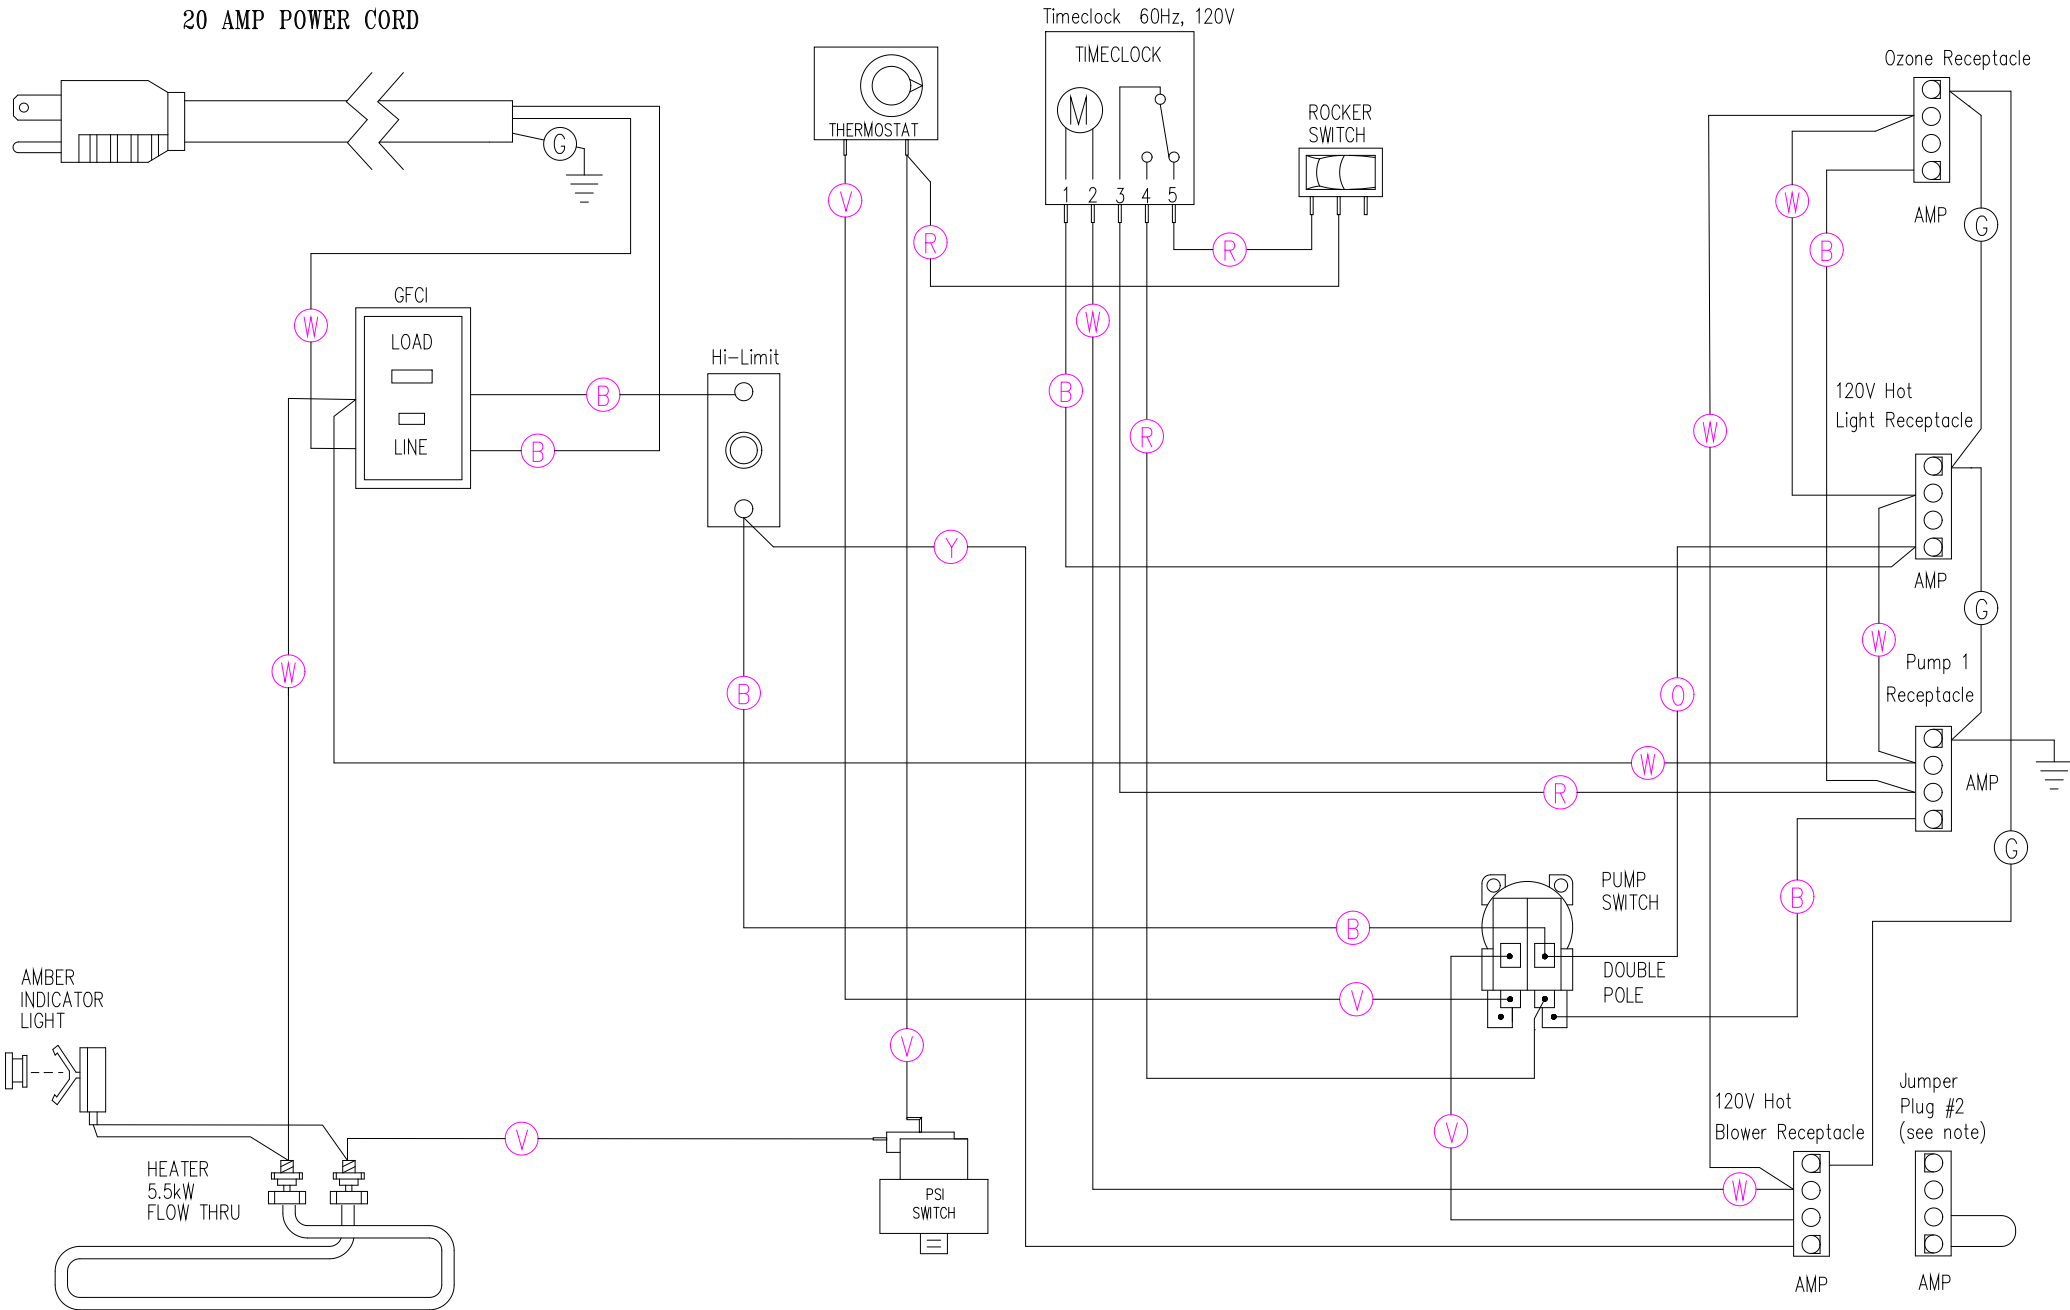 20 AMP POWER CORD
Timeclock 60Hz, 120V
TIMECLOCK
M
1 2 3 4 5
THERMOSTAT
ROCKER
SWITCH
Ozone Receptacle
AMP
G
G
V
R
R
W
B
W
W
GFCI
LOAD
LINE
B
B
Hi-Limit
B
R
W
120V Hot
Light Receptacle
AMP
Y
G
W
W
B
O
Pump 1
Receptacle
AMP
W
R
G
PUMP
SWITCH
B
B
DOUBLE
POLE
V
V
AMBER
INDICATOR
LIGHT
V
V
HEATER
5.5kW
FLOW THRU
PSI
SWITCH
120V Hot
Blower Receptacle
W
AMP
Jumper
Plug #2
(see note)
AMP